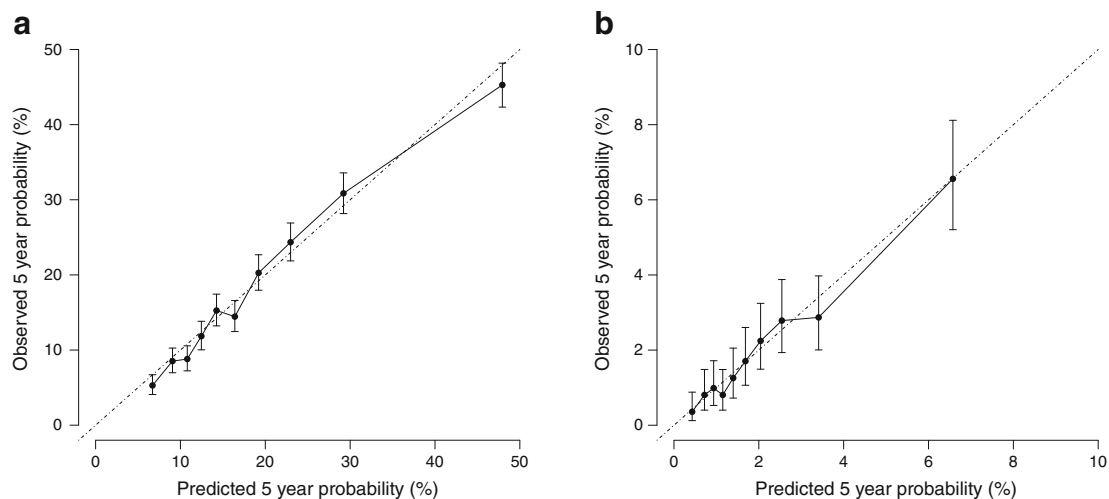 a
50
40
30
20
10
0
Observed 5 year probability (%)
0 10 20 30 40 50
Predicted 5 year probability (%)
b
10
8
6
4
2
0
Observed 5 year probability (%)
0 2 4 6 8 10
Predicted 5 year probability (%)